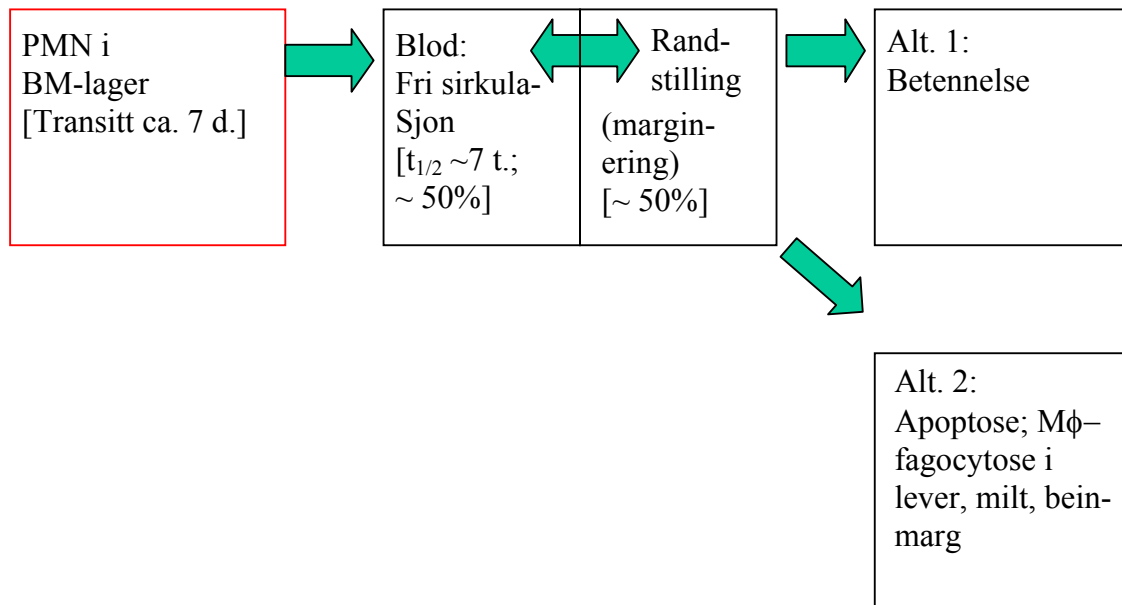 PMN i
BM-lager
[Transitt ca. 7 d.]
Blod:
Fri sirkula-
Sjon
[t1/2 ~7 t.;
~ 50%]
Rand-
stilling
(margin-
ering)
[~ 50%]
Alt. 1:
Betennelse
Alt. 2:
Apoptose; Mϕ–
fagocytose i
lever, milt, bein-
marg